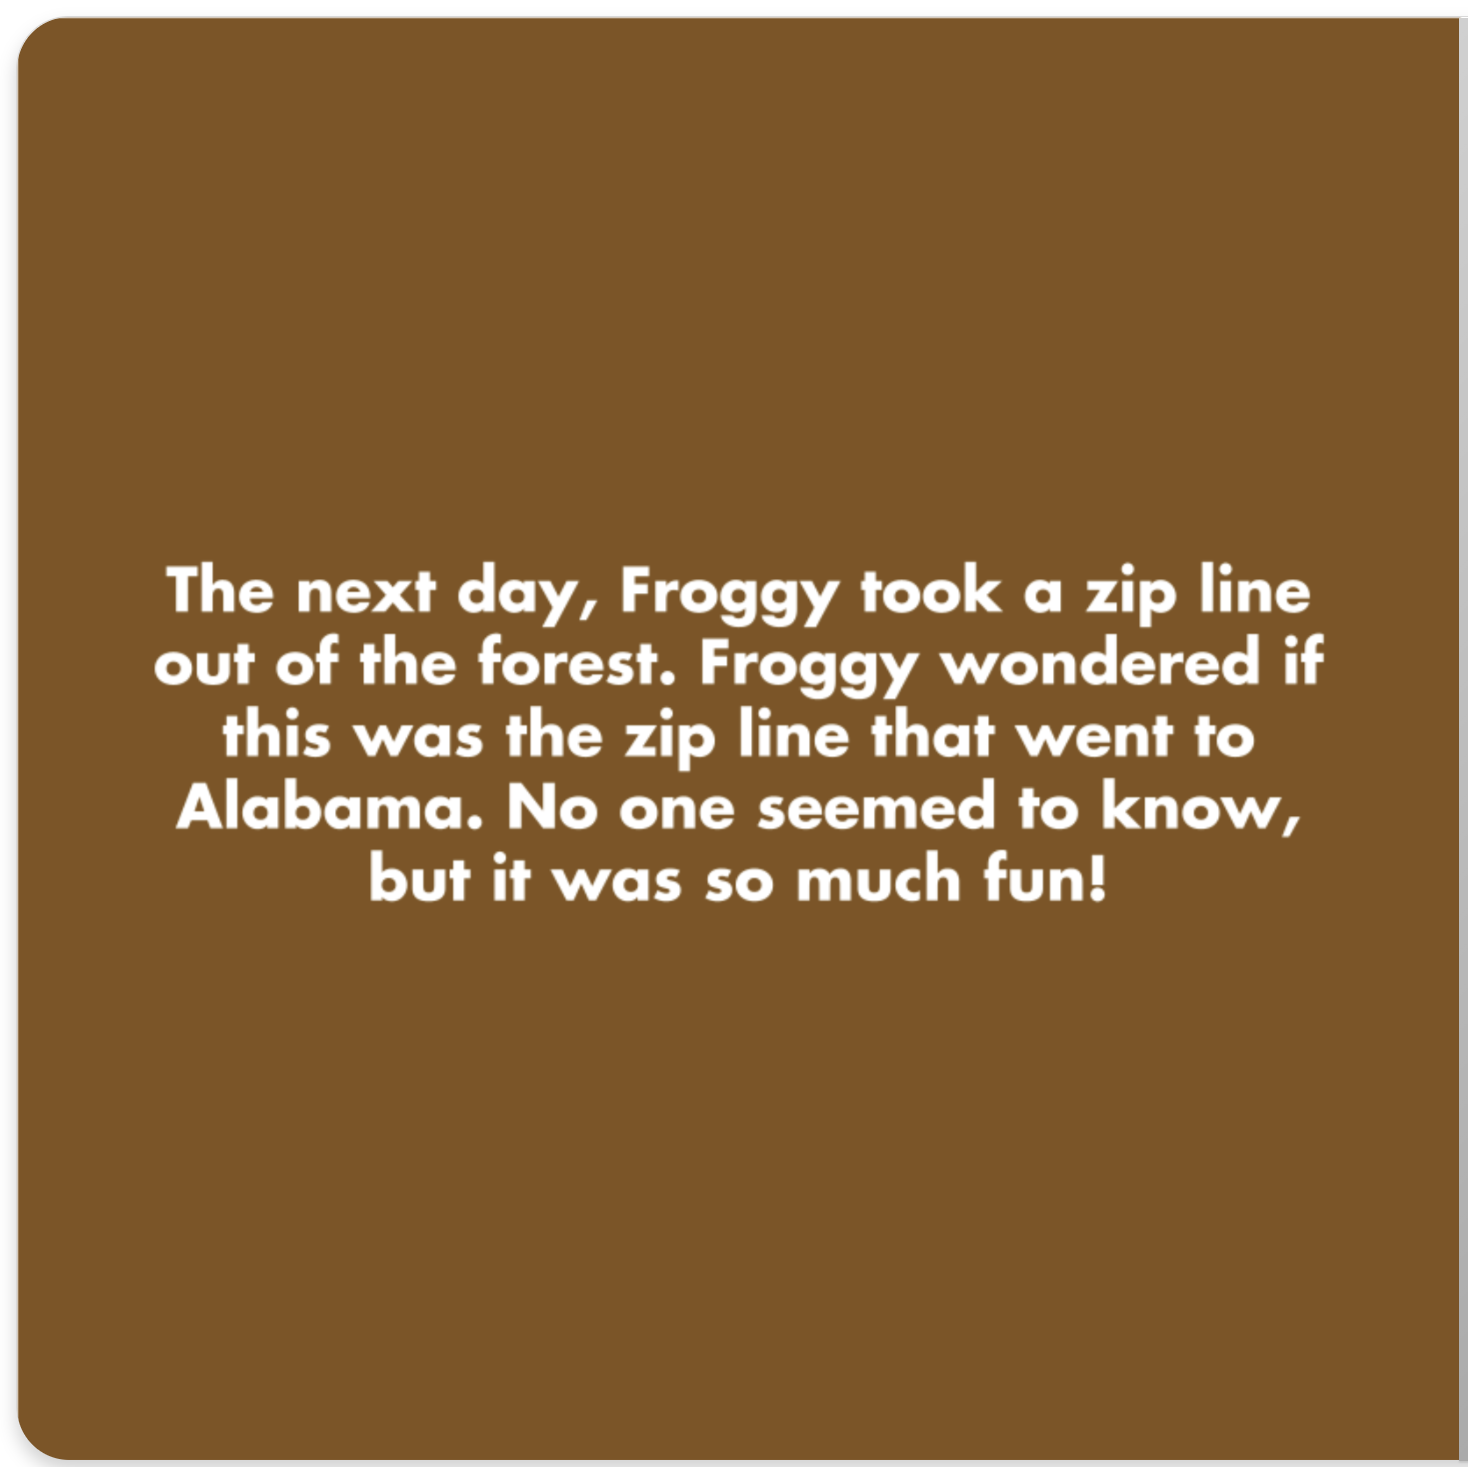 The next day, Froggy took a zip line
out of the forest. Froggy wondered if
this was the zip line that went to
Alabama. No one seemed to know,
but it was so much fun!